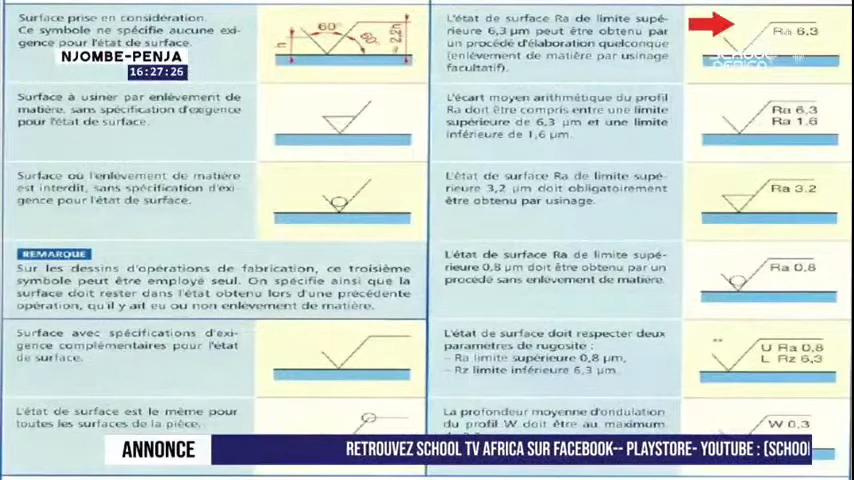 Surface prise en considération.
Ce symbole ne spécifie aucune exi-
gence pour l'état de surface.
NJOMBE-PENJA
16:27:26
60°
60°
h
≈ 2,2h
Surface à usiner par enlèvement de
matière, sans spécification d'exigence
pour l'état de surface.
Surface où l'enlèvement de matière
est interdit, sans spécification d'exi-
gence pour l'état de surface.
REMARQUE
Sur les dessins d'opérations de fabrication, ce troisième
symbole peut être employé seul. On spécifie ainsi que la
surface doit rester dans l'état obtenu lors d'une précédente
opération, qu'il y ait eu ou non enlèvement de matière.
Surface avec spécifications d'exi-
gence complémentaires pour l'état
de surface.
L'état de surface est le même pour
toutes les surfaces de la pièce.
L'état de surface Ra de limite supé-
rieure 6,3 µm peut être obtenu par
un procédé d'élaboration quelconque
(enlèvement de matière par usinage
facultatif).
Ra 6,3
SCHOOL
AFRICA
L'écart moyen arithmétique du profil
Ra doit être compris entre une limite
supérieure de 6,3 µm et une limite
inférieure de 1,6 µm.
Ra 6,3
Ra 1,6
L'état de surface Ra de limite supé-
rieure 3,2 µm doit obligatoirement
être obtenu par usinage.
Ra 3.2
L'état de surface Ra de limite supé-
rieure 0,8 µm doit être obtenu par un
procédé sans enlèvement de matière.
Ra 0,8
L'état de surface doit respecter deux
paramètres de rugosité :
– Ra limite supérieure 0,8 µm,
– Rz limite inférieure 6,3 µm.
U Ra 0,8
L Rz 6,3
La profondeur moyenne d'ondulation
du profil W doit être au maximum
W 0,3
ANNONCE
RETROUVEZ SCHOOL TV AFRICA SUR FACEBOOK-- PLAYSTORE- YOUTUBE : (SCHOOL